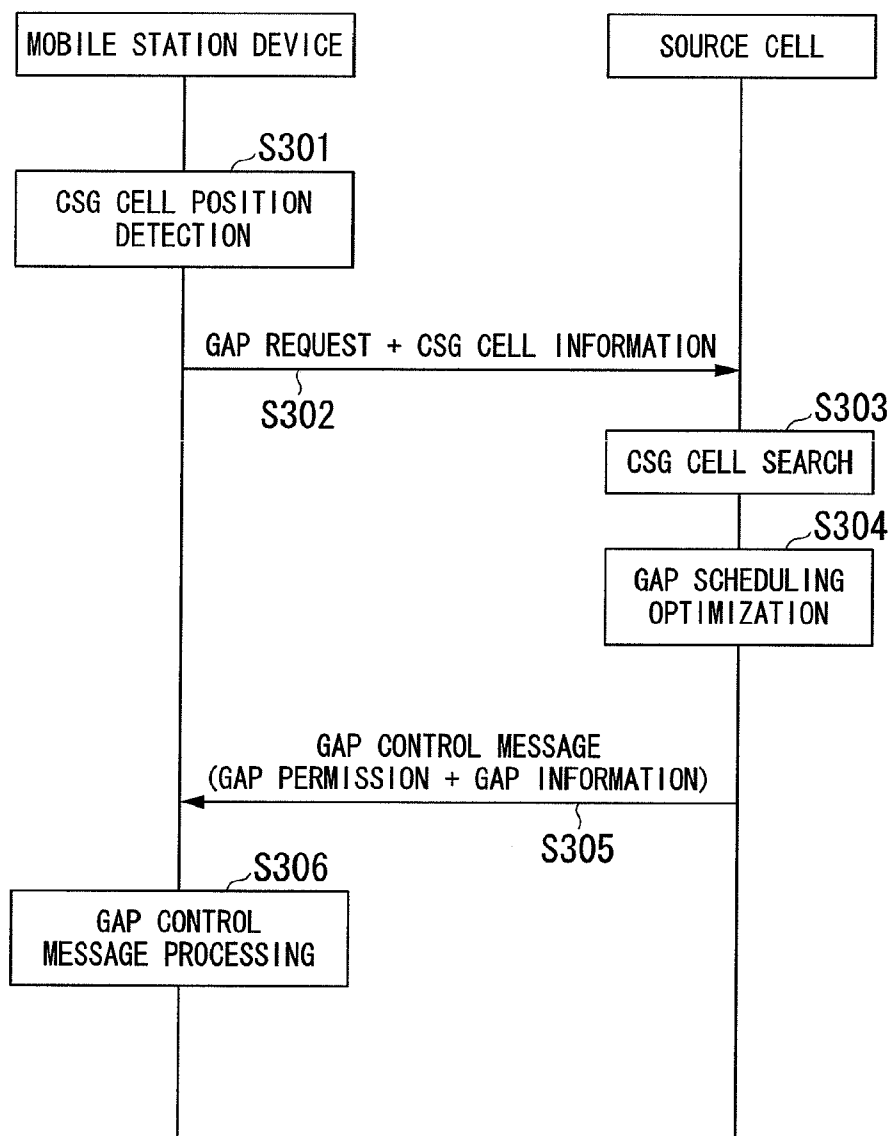 MOBILE STATION DEVICE
SOURCE CELL
S301
CSG CELL POSITION
DETECTION
GAP REQUEST + CSG CELL INFORMATION
S302
S303
CSG CELL SEARCH
S304
GAP SCHEDULING
OPTIMIZATION
GAP CONTROL MESSAGE
(GAP PERMISSION + GAP INFORMATION)
S305
S306
GAP CONTROL
MESSAGE PROCESSING